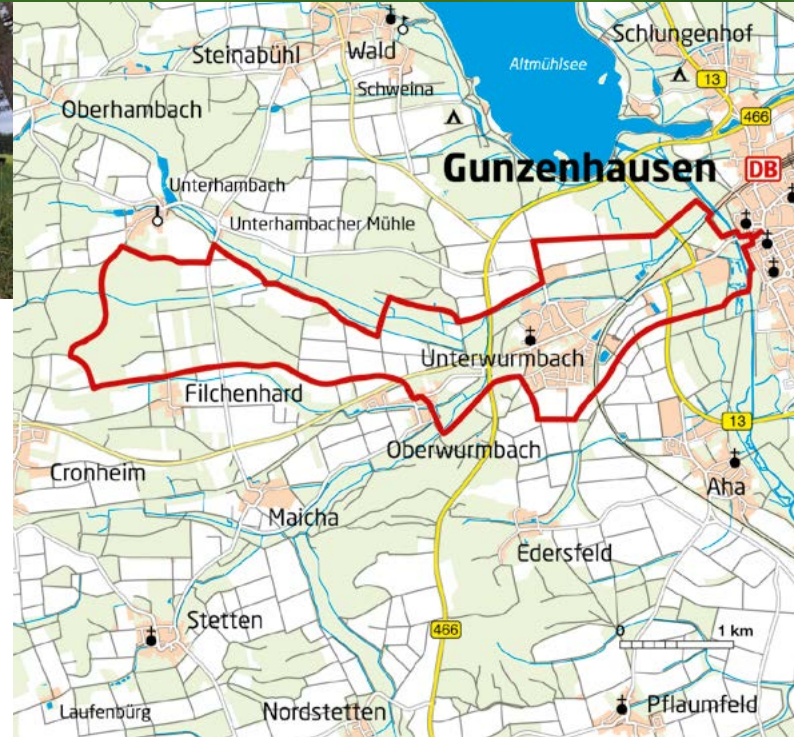 Schlungenhof
Steinabühl
Wald
Altmühlsee
13
Schweina
Oberhambach
466
Gunzenhausen
DB
Unterhambach
Unterhambacher Mühle
Unterwurmbach
Filchenhard
13
Oberwurmbach
Cronheim
Aha
Maicha
Edersfeld
Stetten
466
0 1 km
Laufenbürg
Nordstetten
Pflaumfeld